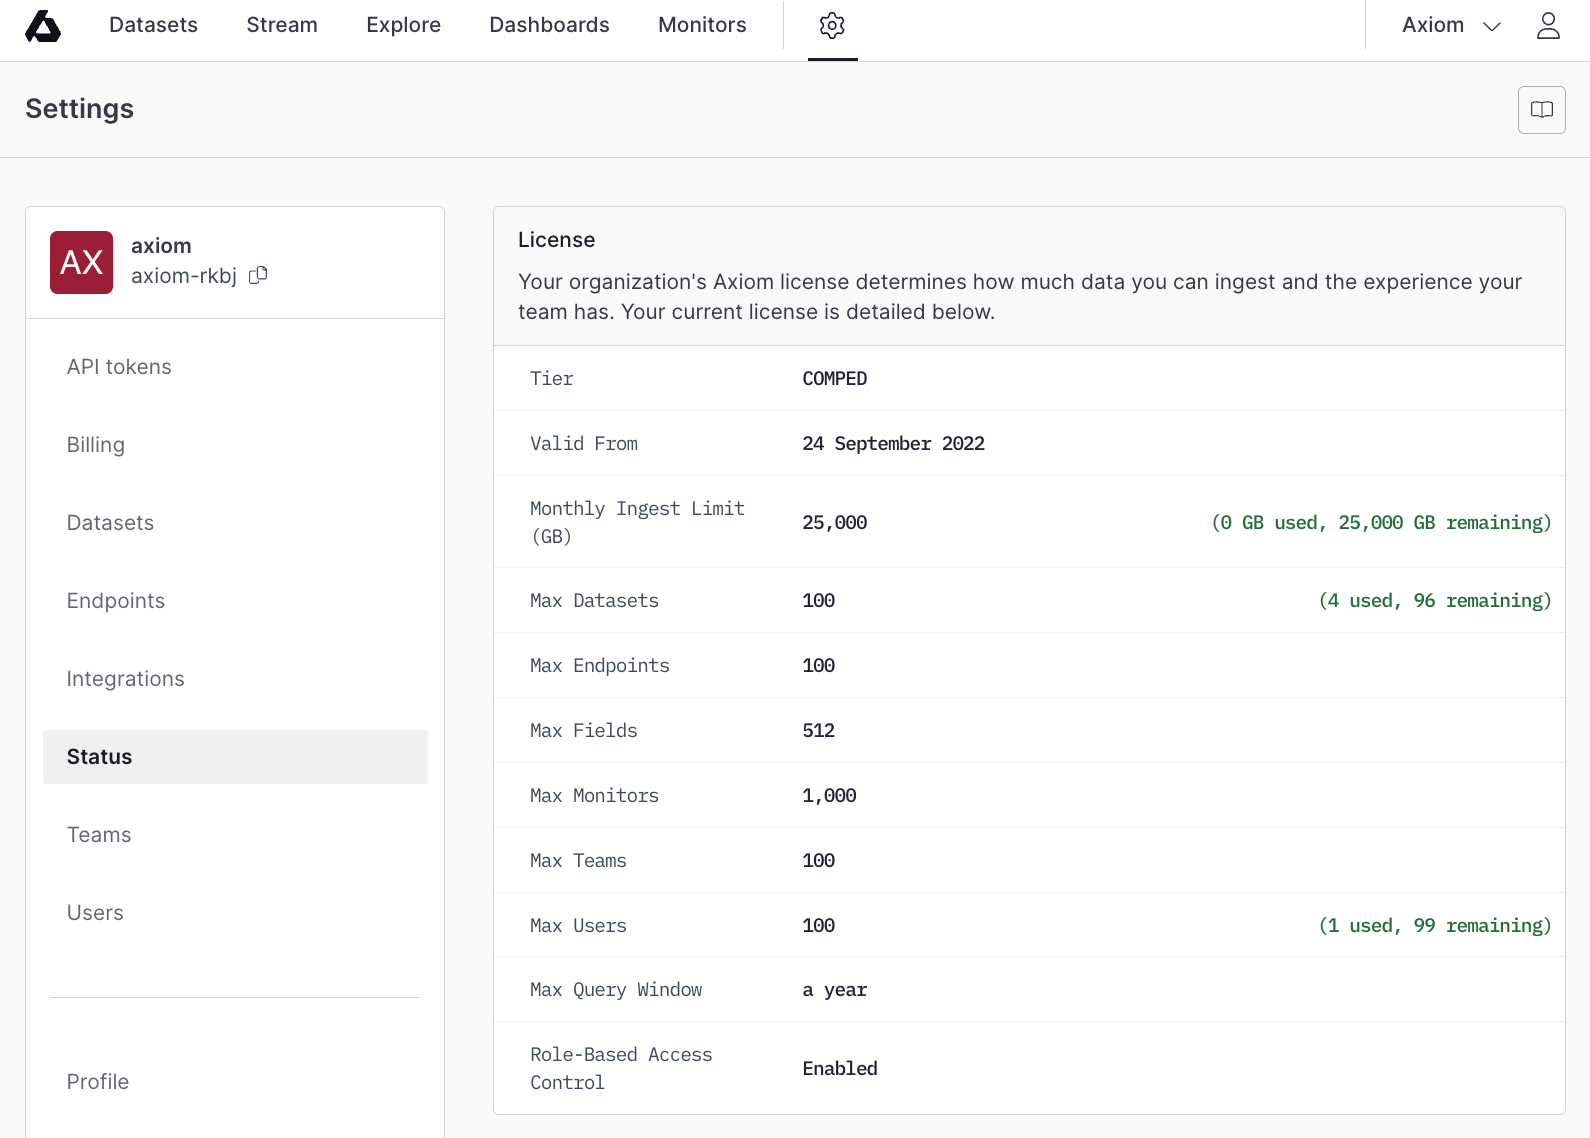 Datasets Stream Explore Dashboards Monitors Axiom
Settings
AX
axiom
axiom-rkbj
API tokens
Billing
Datasets
Endpoints
Integrations
Status
Teams
Users
Profile
License
Your organization's Axiom license determines how much data you can ingest and the experience your
team has. Your current license is detailed below.
Tier COMPED
Valid From 24 September 2022
Monthly Ingest Limit
(GB) 25,000 (0 GB used, 25,000 GB remaining)
Max Datasets 100 (4 used, 96 remaining)
Max Endpoints 100
Max Fields 512
Max Monitors 1,000
Max Teams 100
Max Users 100 (1 used, 99 remaining)
Max Query Window a year
Role-Based Access
Control Enabled